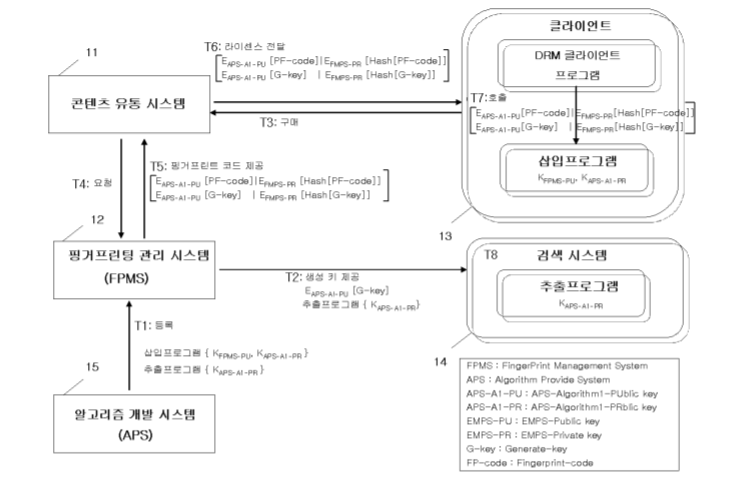 클라이언트
DRM 클라이언트
프로그램
11
T6: 라이센스 전달
E_APS-A1-PU [PF-code]|E_FMPS-PR [Hash[PF-code]]
E_APS-A1-PU [G-key] | E_FMPS-PR [Hash[G-key]]
콘텐츠 유통 시스템
T3: 구매
T7:호출
E_APS-A1-PU[PF-code]|E_FMPS-PR[Hash[PF-code]]
E_APS-A1-PU[G-key] | E_FMPS-PR[Hash[G-key]]
삽입프로그램
K_FPMS-PU, K_APS-A1-PR
13
T4: 요청
T5: 핑거프린트 코드 제공
E_APS-A1-PU [PF-code]|E_FMPS-PR [Hash[PF-code]]
E_APS-A1-PU [G-key] | E_FMPS-PR [Hash[G-key]]
12
핑거프린팅 관리 시스템
(FPMS)
T2: 생성 키 제공
E_APS-A1-PU [G-key]
추출프로그램 { K_APS-A1-PR}
T8
검색 시스템
추출프로그램
K_APS-A1-PR
14
T1: 등록
삽입프로그램 { K_FPMS-PU, K_APS-A1-PR}
추출프로그램 { K_APS-A1-PR}
15
알고리즘 개발 시스템
(APS)
FPMS : FingerPrint Management System
APS : Algorithm Provide System
APS-A1-PU : APS-Algorithm1-PUblic key
APS-A1-PR : APS-Algorithm1-PRblic key
EMPS-PU : EMPS-Public key
EMPS-PR : EMPS-Private key
G-key : Generate-key
FP-code : Fingerprint-code